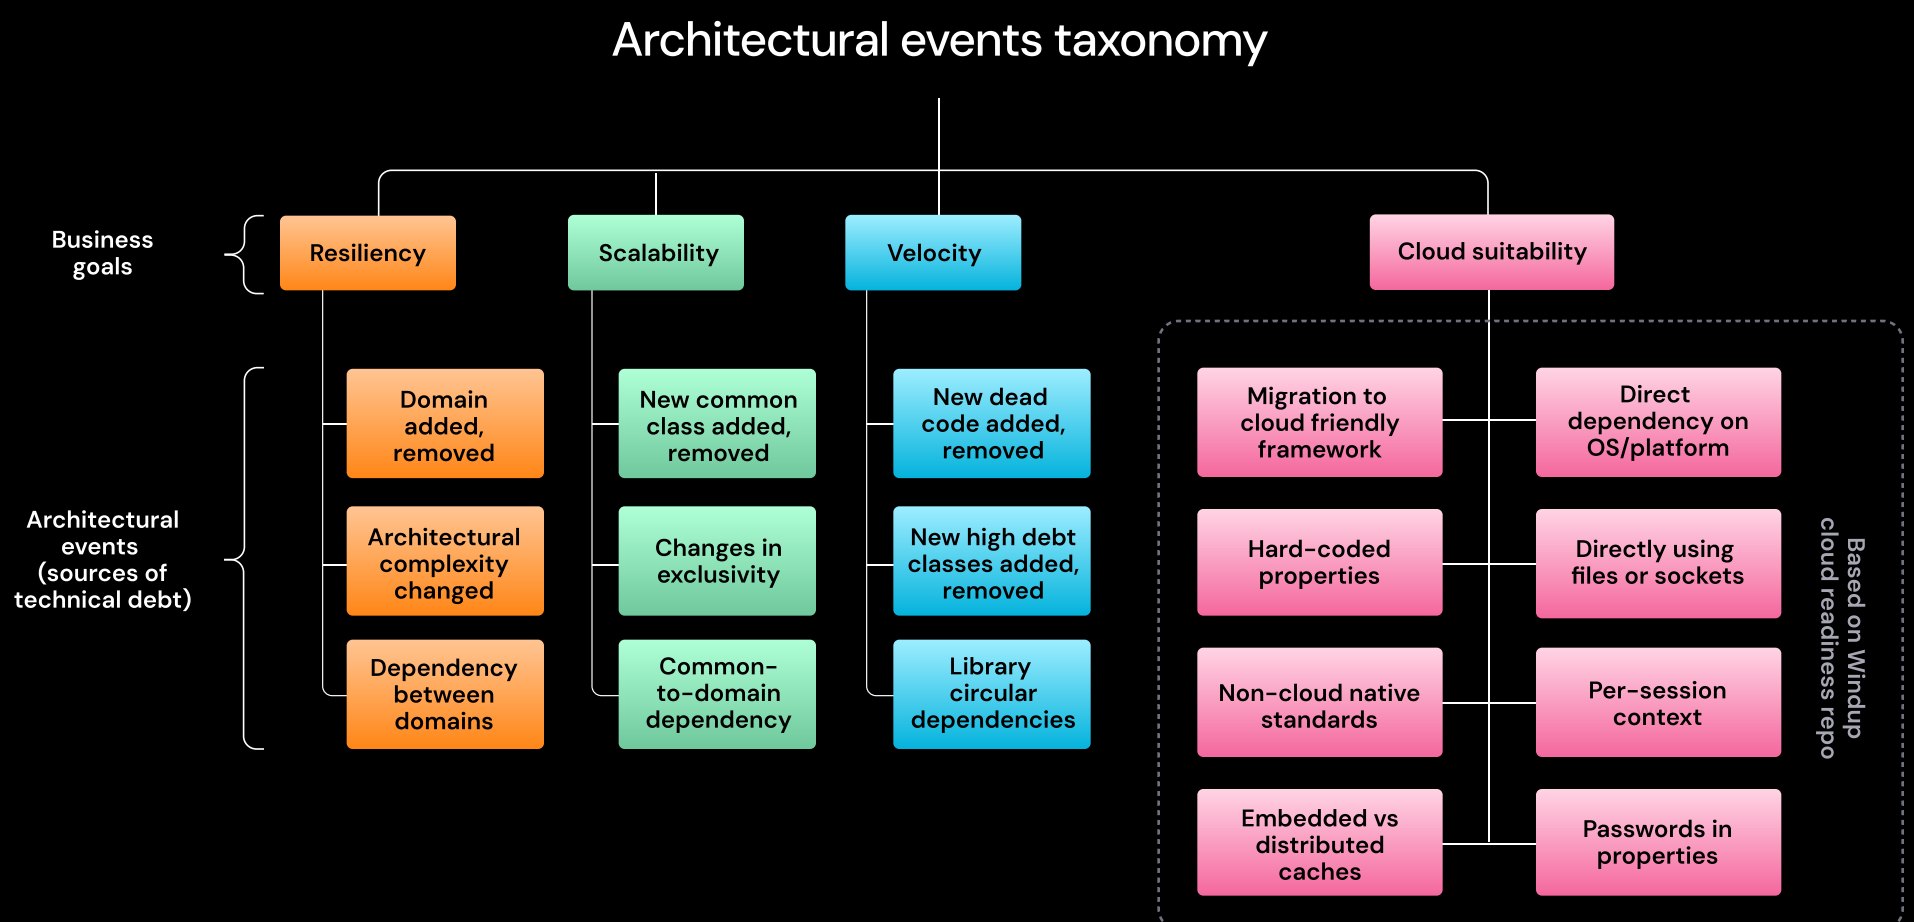 Architectural events taxonomy
Business
goals
Resiliency
Scalability
Velocity
Cloud suitability
Architectural
events
(sources of
technical debt)
Domain
added,
removed
Architectural
complexity
changed
Dependency
between
domains
New common
class added,
removed
Changes in
exclusivity
Common-
to-domain
dependency
New dead
code added,
removed
New high debt
classes added,
removed
Library
circular
dependencies
Migration to
cloud friendly
framework
Direct
dependency on
OS/platform
Hard-coded
properties
Directly using
files or sockets
Non-cloud native
standards
Per-session
context
Embedded vs
distributed
caches
Passwords in
properties
Based on Windup
cloud readiness repo